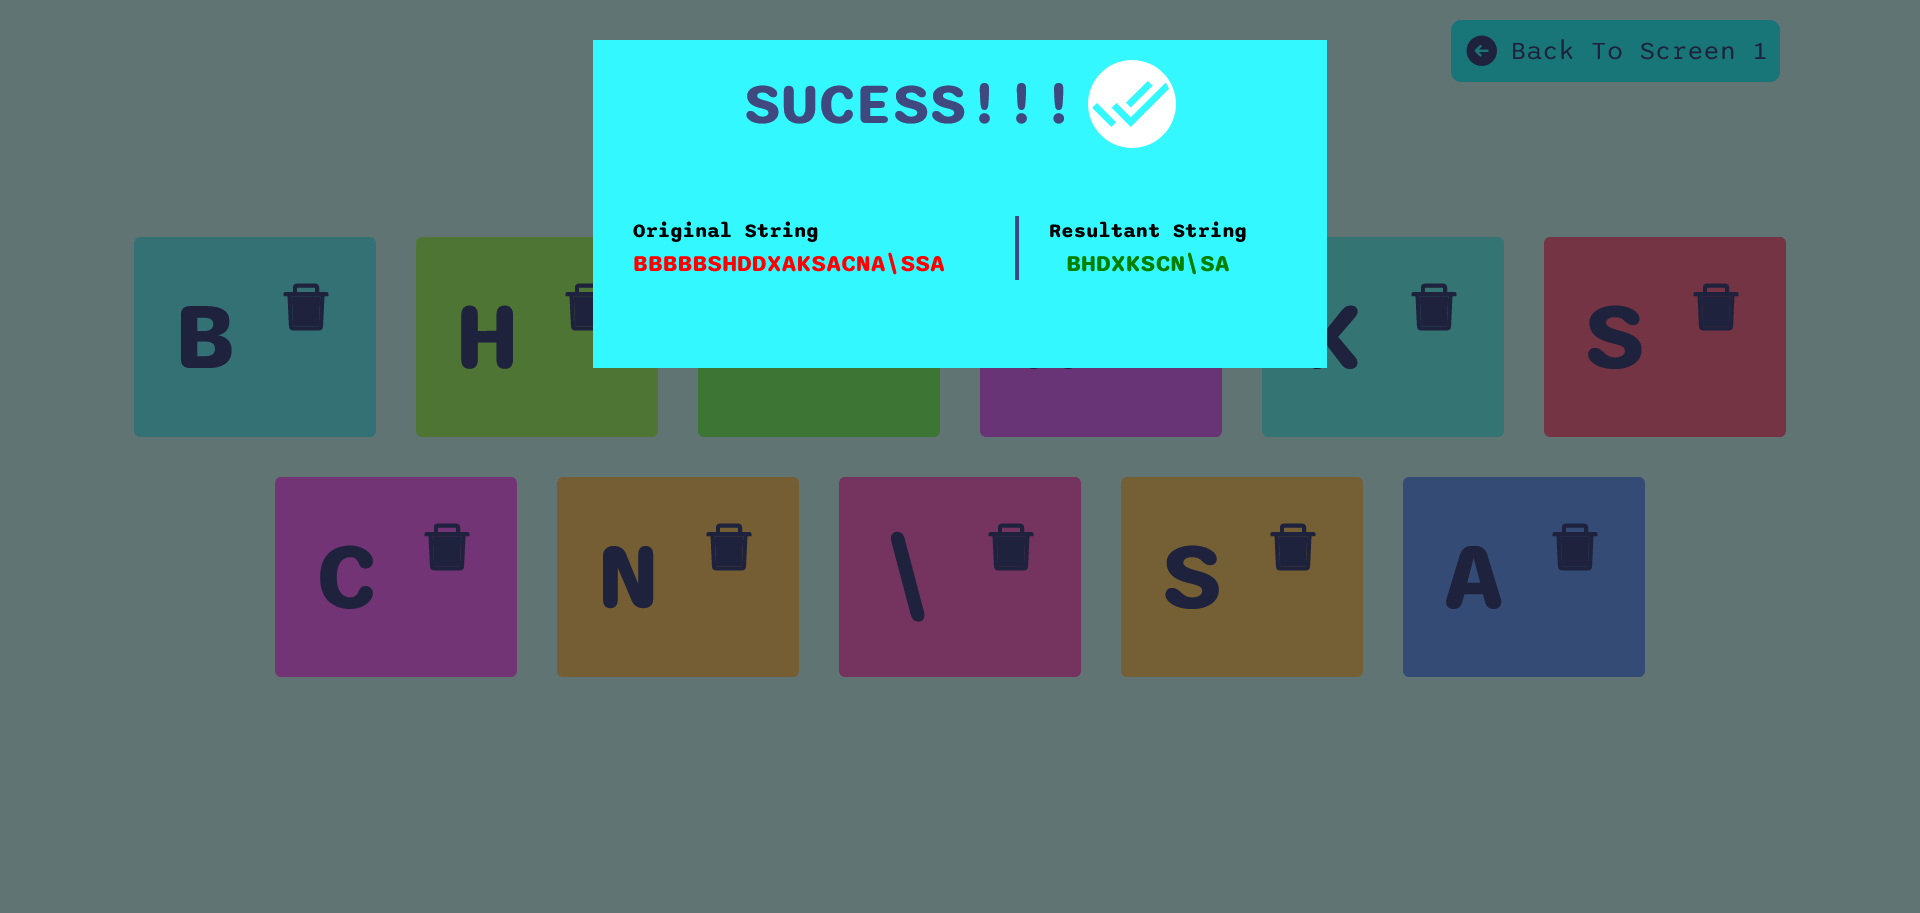 Back To Screen 1
SUCESS!!!
Original String
Resultant String
BBBBBSHDDXAKSACNA\SSA
BHDXKSCN\SA
B
H
K
S
C
N
\
S
A